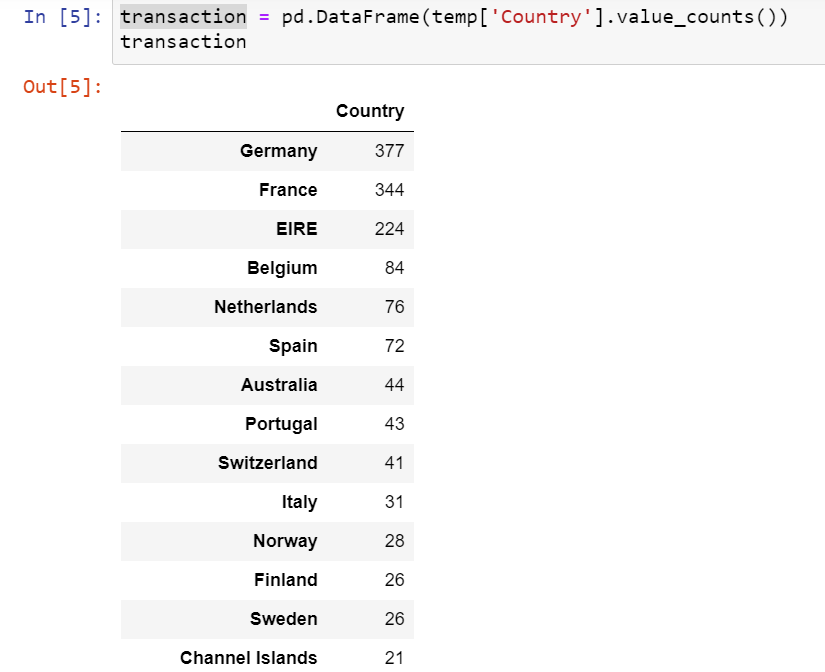 In [5]: transaction = pd.DataFrame(temp['Country'].value_counts())
transaction
Out[5]:
Country
Germany 377
France 344
EIRE 224
Belgium 84
Netherlands 76
Spain 72
Australia 44
Portugal 43
Switzerland 41
Italy 31
Norway 28
Finland 26
Sweden 26
Channel Islands 21